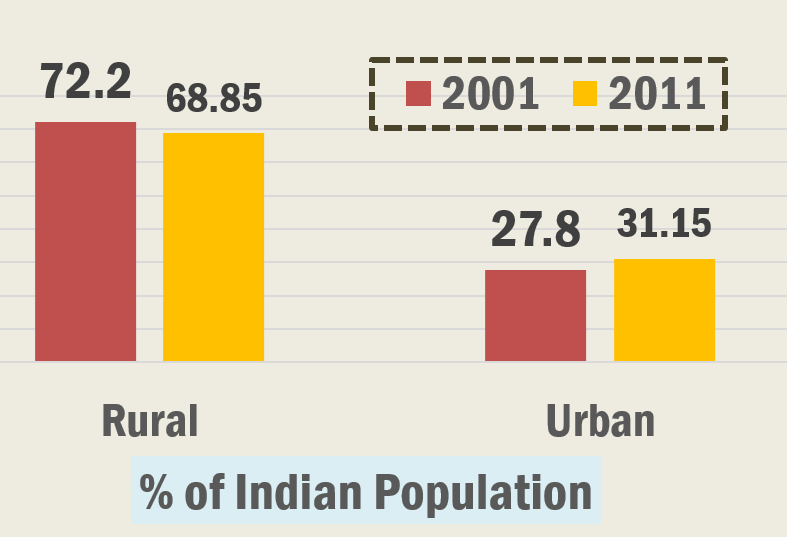 72.2
68.85
2001
2011
27.8
31.15
Rural
Urban
% of Indian Population